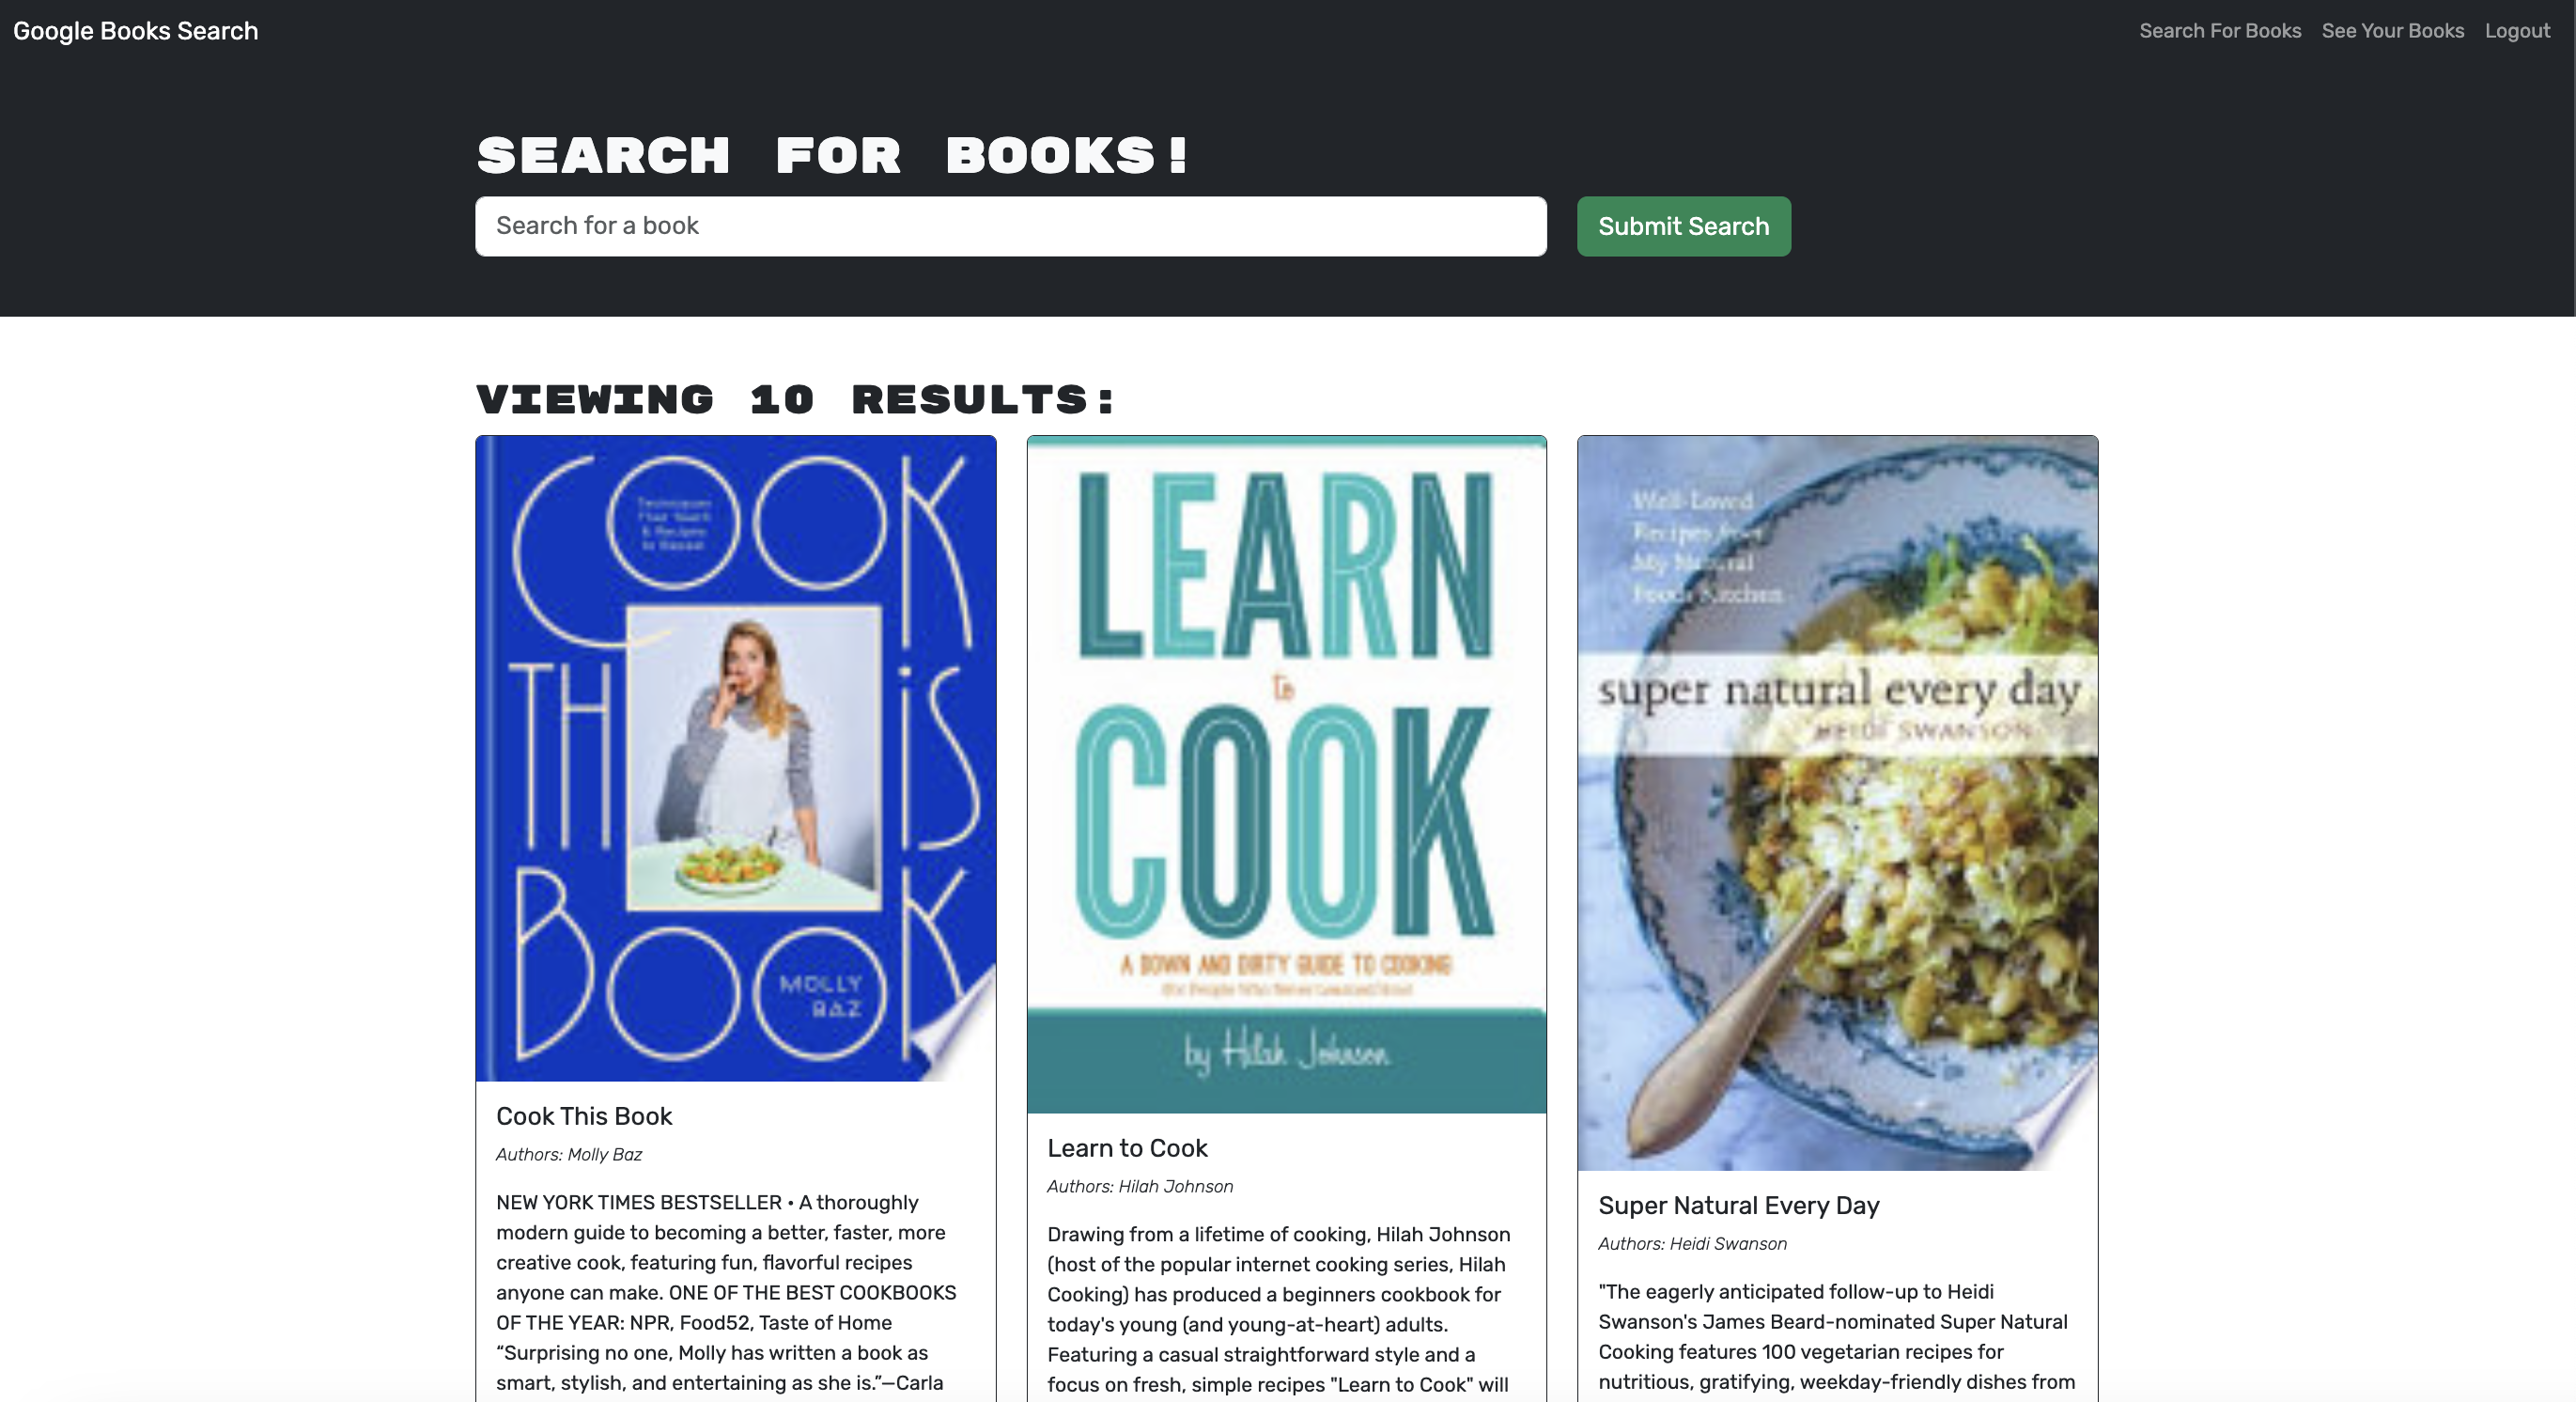 Google Books Search
Search For Books
See Your Books
Logout
SEARCH FOR BOOKS!
Search for a book
Submit Search
VIEWING 10 RESULTS:
COOK
THiS
BOOK
MOLLY
BAZ
Cook This Book
Authors: Molly Baz
NEW YORK TIMES BESTSELLER • A thoroughly
modern guide to becoming a better, faster, more
creative cook, featuring fun, flavorful recipes
anyone can make. ONE OF THE BEST COOKBOOKS
OF THE YEAR: NPR, Food52, Taste of Home
“Surprising no one, Molly has written a book as
smart, stylish, and entertaining as she is.”—Carla
LEARN
to
COOK
A DOWN AND DIRTY GUIDE TO COOKING
by Hilah Johnson
Learn to Cook
Authors: Hilah Johnson
Drawing from a lifetime of cooking, Hilah Johnson
(host of the popular internet cooking series, Hilah
Cooking) has produced a beginners cookbook for
today's young (and young-at-heart) adults.
Featuring a casual straightforward style and a
focus on fresh, simple recipes "Learn to Cook" will
Well-Loved
Recipes from
My Natural
Foods Kitchen
super natural every day
HEIDI SWANSON
Super Natural Every Day
Authors: Heidi Swanson
"The eagerly anticipated follow-up to Heidi
Swanson's James Beard-nominated Super Natural
Cooking features 100 vegetarian recipes for
nutritious, gratifying, weekday-friendly dishes from